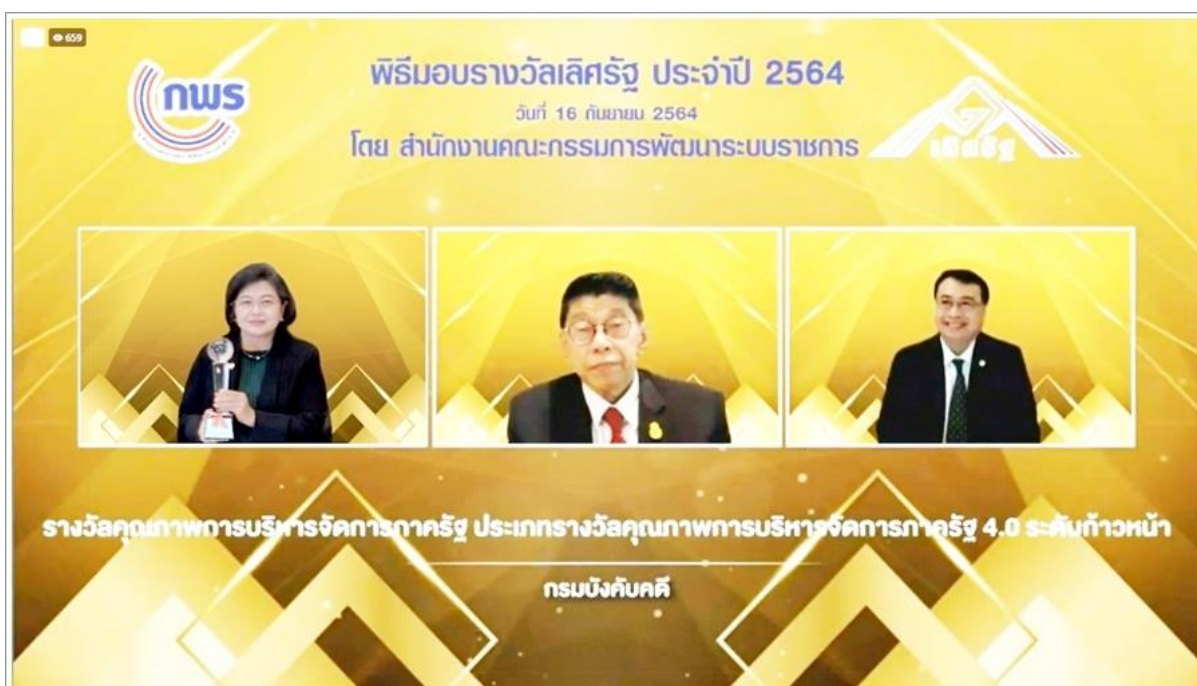 659
กพร
พิธีมอบรางวัลเลิศรัฐ ประจำปี 2564
วันที่ 16 กันยายน 2564
โดย สำนักงานคณะกรรมการพัฒนาระบบราชการ
เลิศรัฐ
รางวัลคุณภาพการบริหารจัดการภาครัฐ ประเภทรางวัลคุณภาพการบริหารจัดการภาครัฐ 4.0 ระดับก้าวหน้า
กรมบังคับคดี